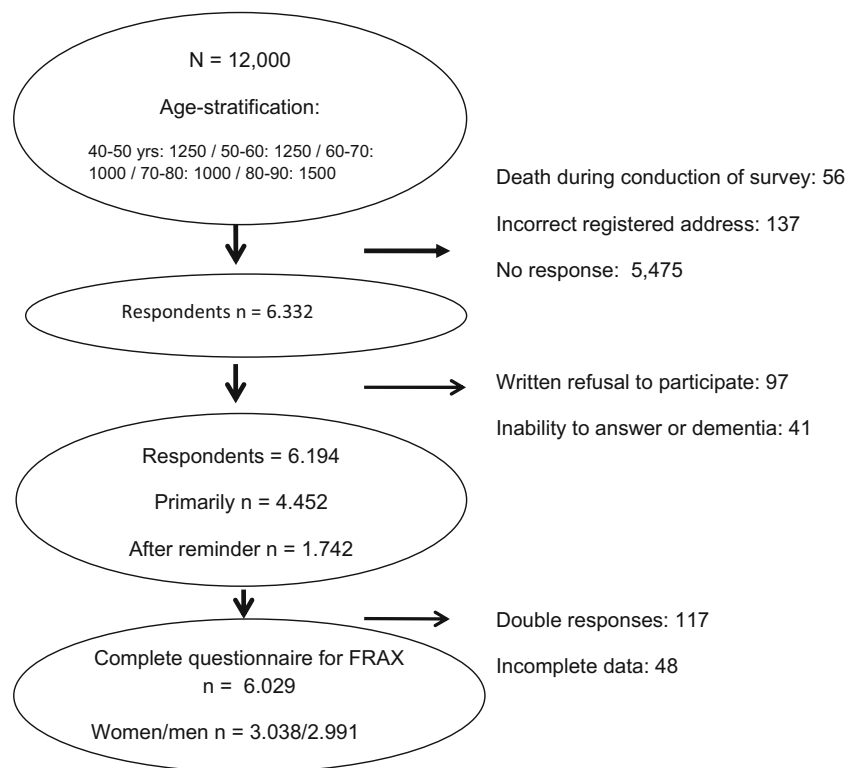 N = 12,000
Age-stratification:
40-50 yrs: 1250 / 50-60: 1250 / 60-70:
1000 / 70-80: 1000 / 80-90: 1500
Death during conduction of survey: 56
Incorrect registered address: 137
No response: 5,475
Respondents n = 6.332
Written refusal to participate: 97
Inability to answer or dementia: 41
Respondents = 6.194
Primarily n = 4.452
After reminder n = 1.742
Double responses: 117
Incomplete data: 48
Complete questionnaire for FRAX
n = 6.029
Women/men n = 3.038/2.991